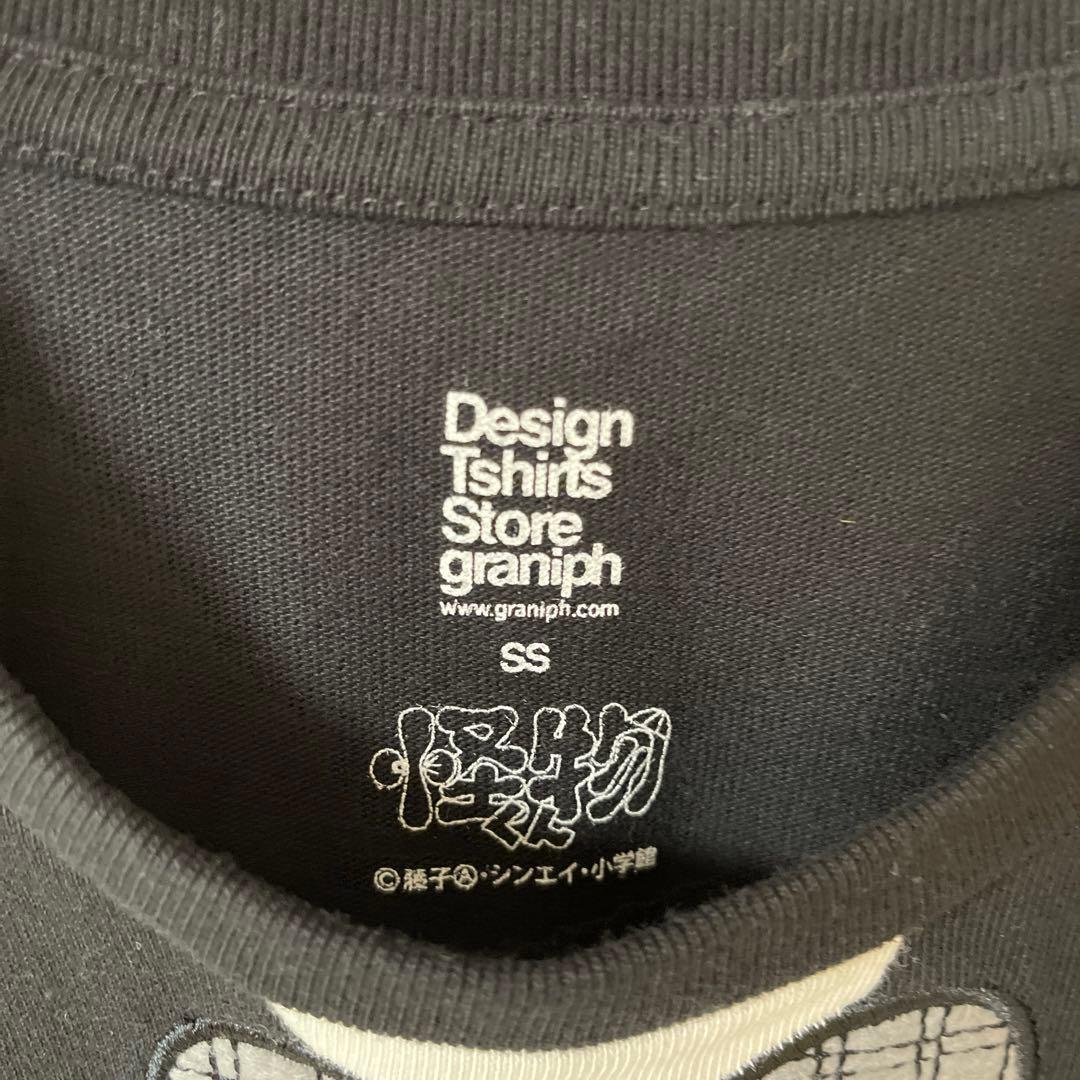 Design
Tshirts
Store
graniph
www.graniph.com
SS
怪物
くん
©藤子Ⓐ・シンエイ・小学館